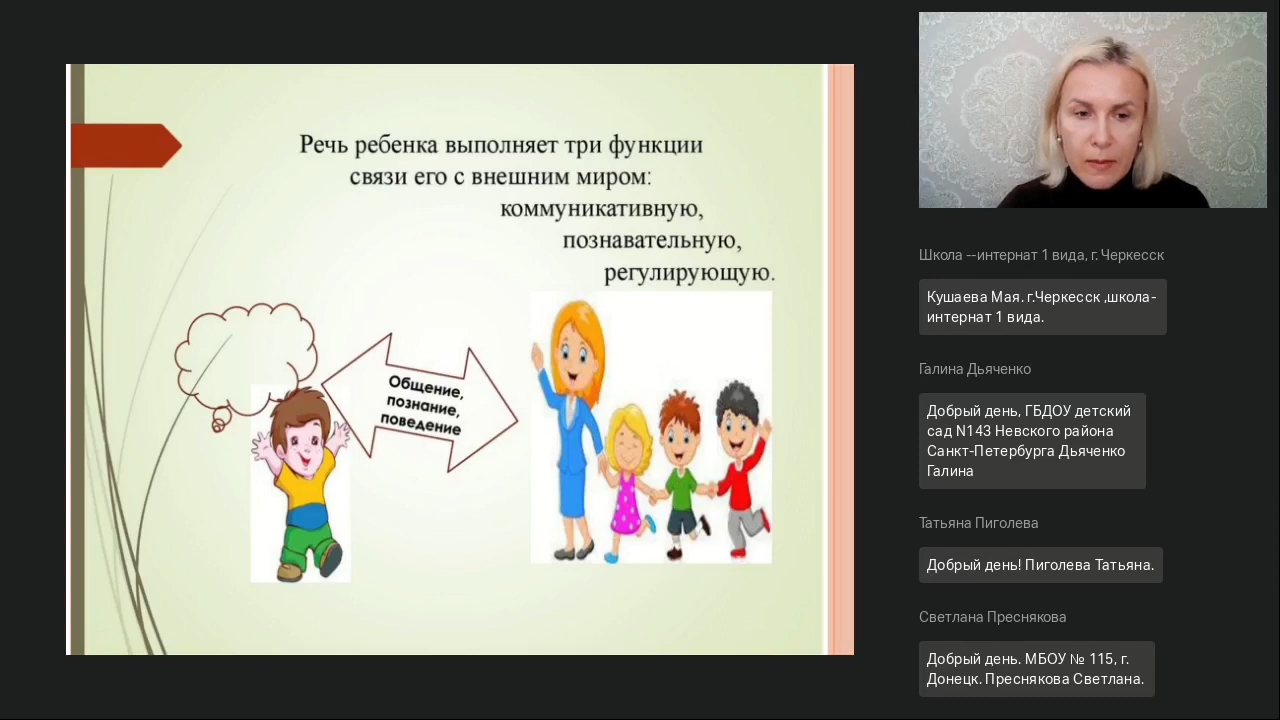 Речь ребенка выполняет три функции
связи его с внешним миром:
коммуникативную,
познавательную,
регулирующую.
Общение,
познание,
поведение
Школа --интернат 1 вида, г. Черкесск
Кушаева Мая. г.Черкесск ,школа-
интернат 1 вида.
Галина Дьяченко
Добрый день, ГБДОУ детский
сад N143 Невского района
Санкт-Петербурга Дьяченко
Галина
Татьяна Пиголева
Добрый день! Пиголева Татьяна.
Светлана Преснякова
Добрый день. МБОУ № 115, г.
Донецк. Преснякова Светлана.